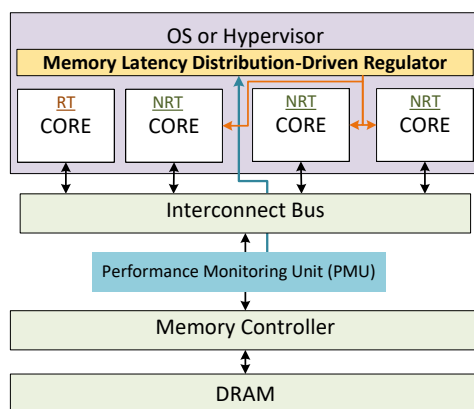 OS or Hypervisor
Memory Latency Distribution-Driven Regulator
RT NRT NRT NRT
CORE CORE CORE CORE
Interconnect Bus
Performance Monitoring Unit (PMU)
Memory Controller
DRAM